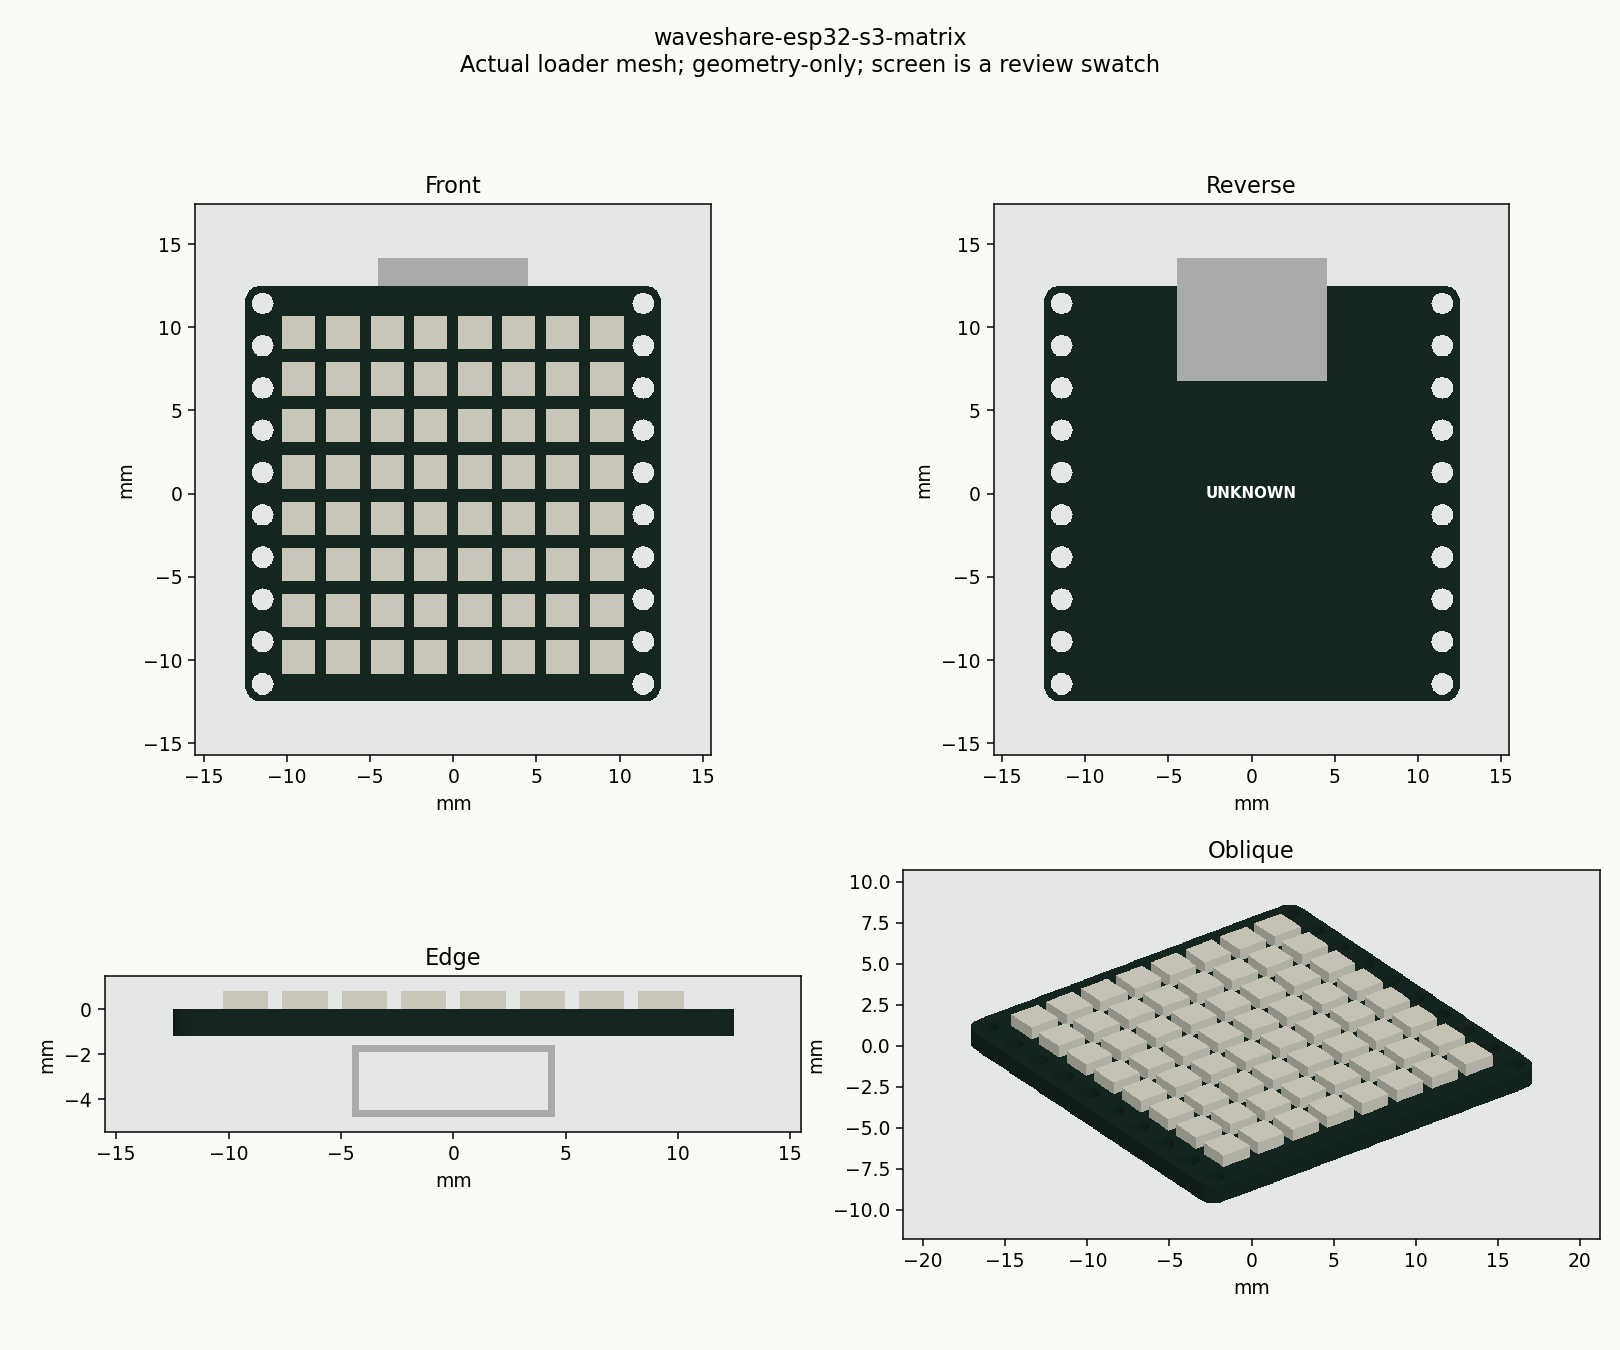 waveshare-esp32-s3-matrix
Actual loader mesh; geometry-only; screen is a review swatch
Front
15
10
5
0
−5
−10
−15
mm
−15 −10 −5 0 5 10 15
mm
Reverse
UNKNOWN
15
10
5
0
−5
−10
−15
mm
−15 −10 −5 0 5 10 15
mm
Edge
0
−2
−4
mm
−15 −10 −5 0 5 10 15
mm
Oblique
10.0
7.5
5.0
2.5
0.0
−2.5
−5.0
−7.5
−10.0
mm
−20 −15 −10 −5 0 5 10 15 20
mm